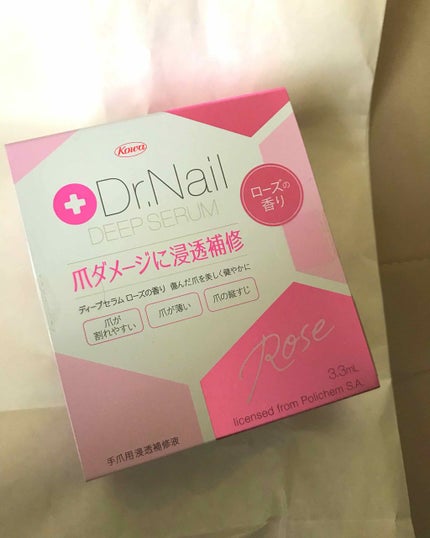 Kowa
Dr.Nail
DEEP SERUM
ローズの
香り
爪ダメージに浸透補修
ディープセラム ローズの香り 傷んだ爪を美しく健やかに
爪が
割れやすい
爪が薄い
爪の縦すじ
Rose
3.3mL
licensed from Polichem S.A.
手爪用浸透補修液